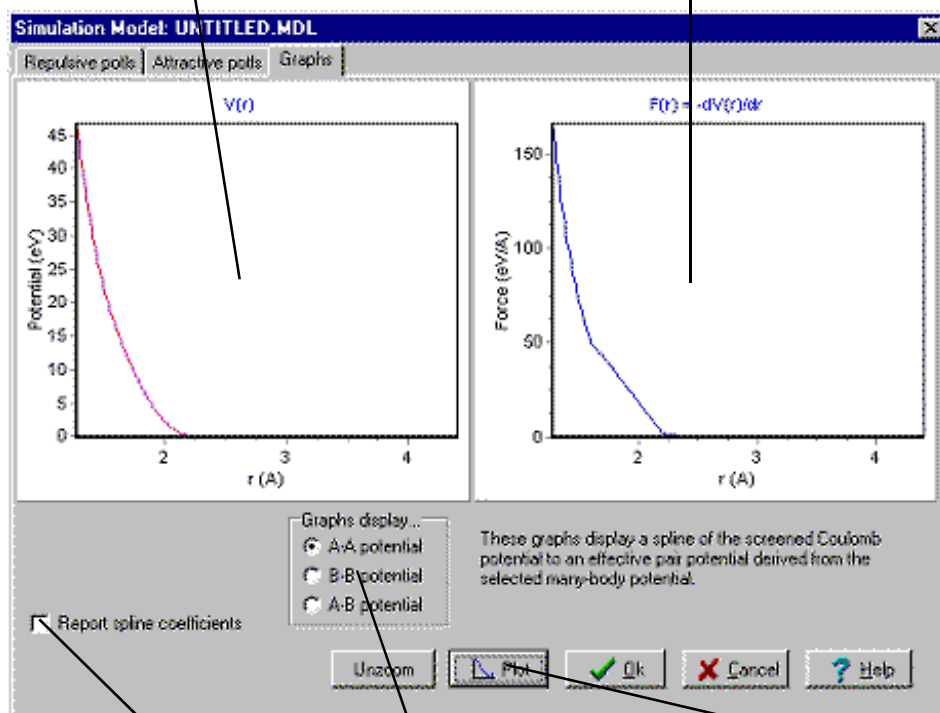 Simulation Model: UNTITLED.MDL
Repulsive potls Attractive potls Graphs
V(r)
45
40
35
30
25
20
15
10
5
0
Potential (eV)
2 3 4
r (A)
F(r) = -dV(r)/dr
150
100
50
0
Force (eV/A)
2 3 4
r (A)
Graphs display...
A-A potential
B-B potential
A-B potential
These graphs display a spline of the screened Coulomb
potential to an effective pair potential derived from the
selected many-body potential.
Report spline coefficients
Unzoom Plot Ok Cancel Help